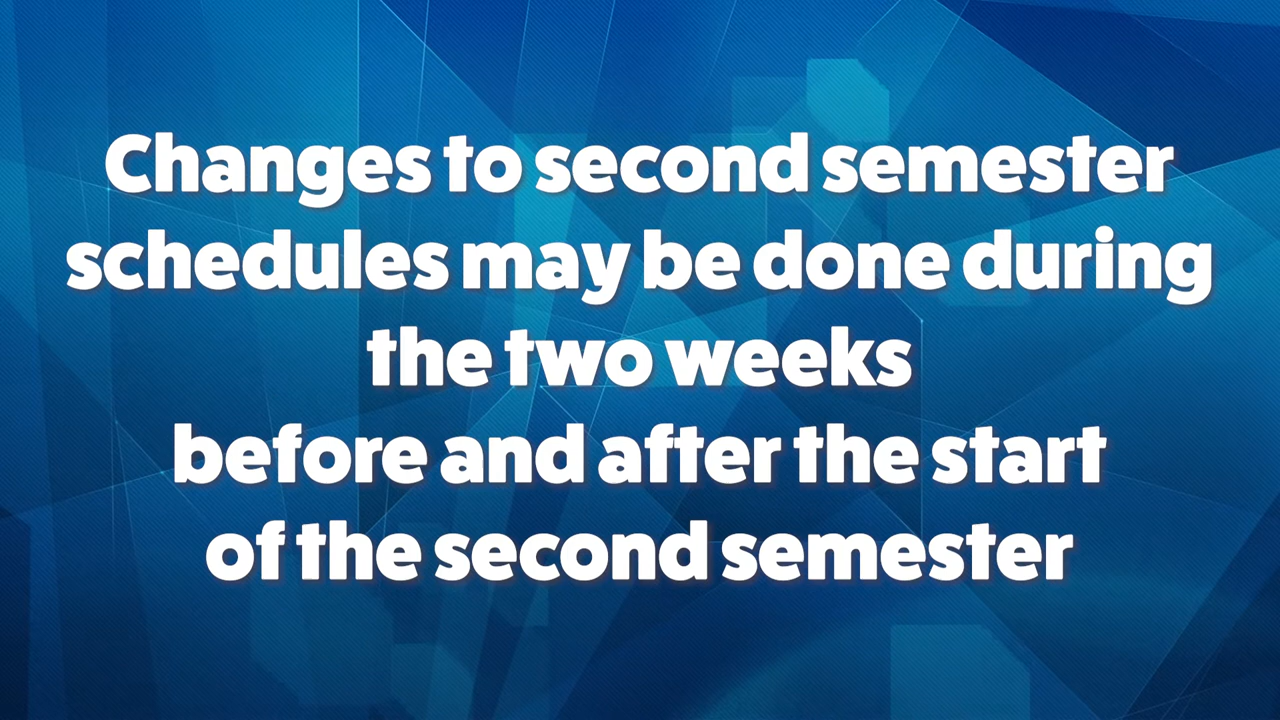 Changes to second semester
schedules may be done during
the two weeks
before and after the start
of the second semester